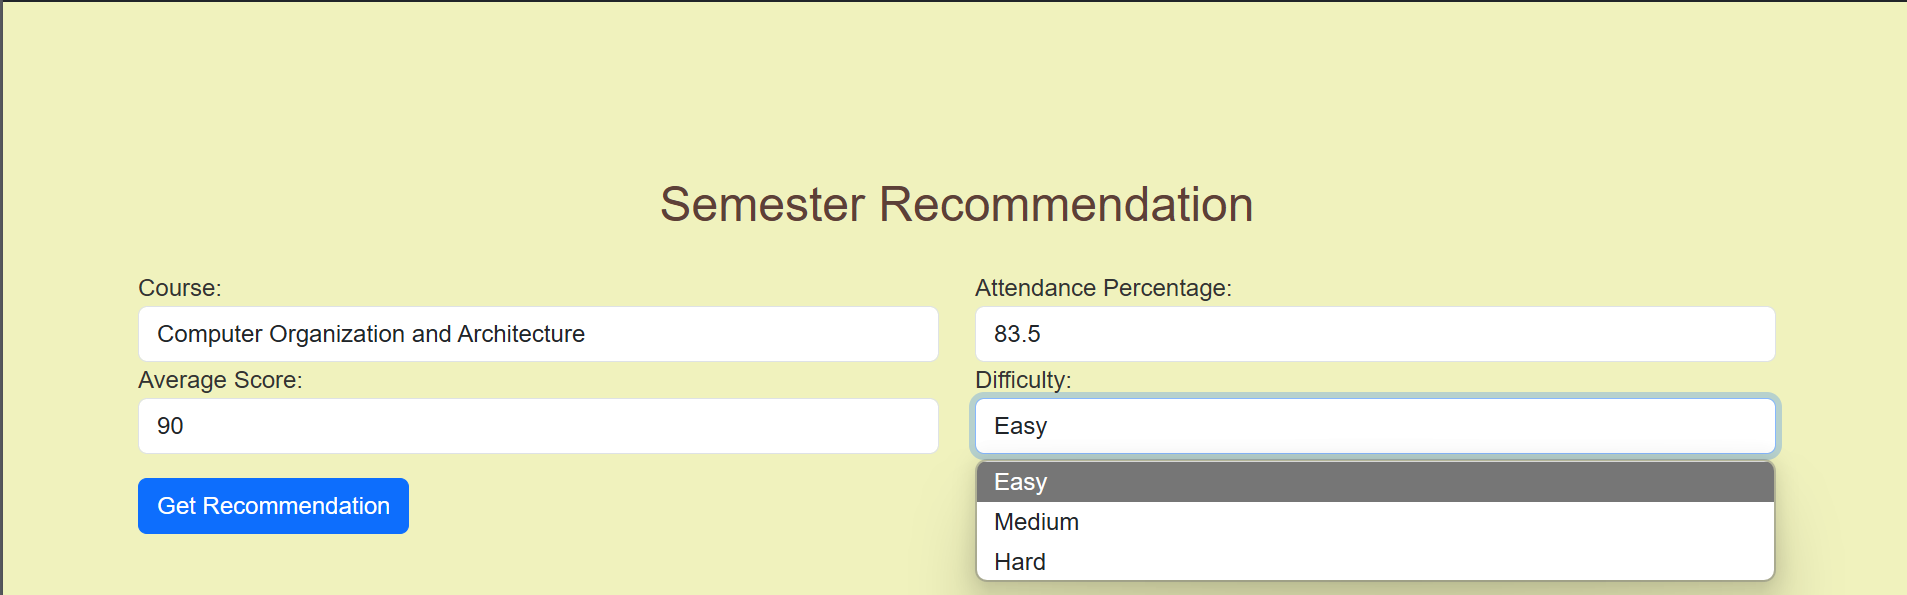 Semester Recommendation
Course:
Computer Organization and Architecture
Attendance Percentage:
83.5
Average Score:
90
Difficulty:
Easy
Easy
Medium
Hard
Get Recommendation